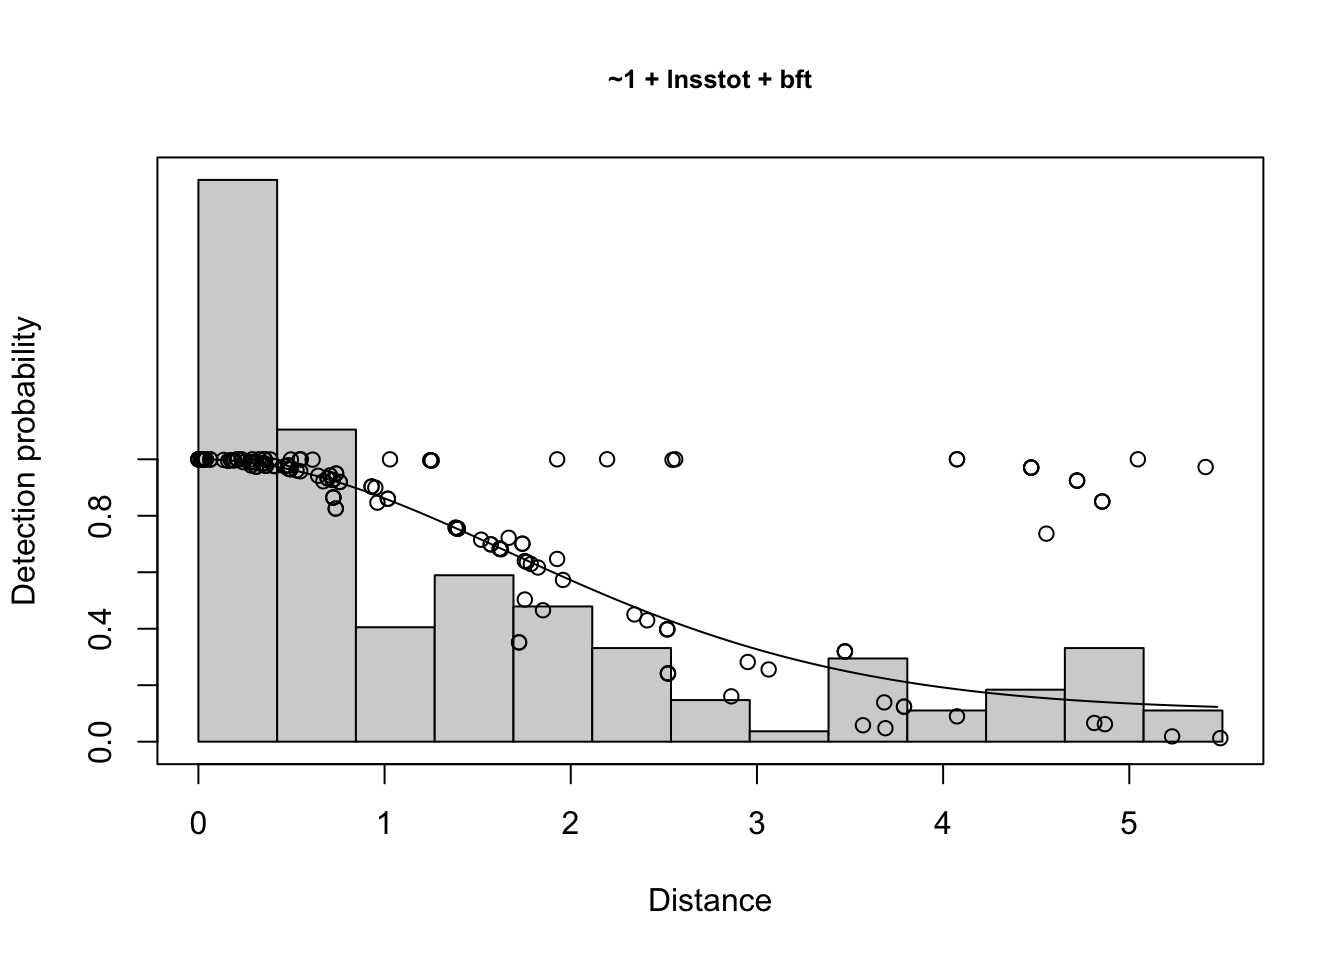 ~1 + lnsstot + bft
Detection probability
0.8
0.4
0.0
0 1 2 3 4 5
Distance